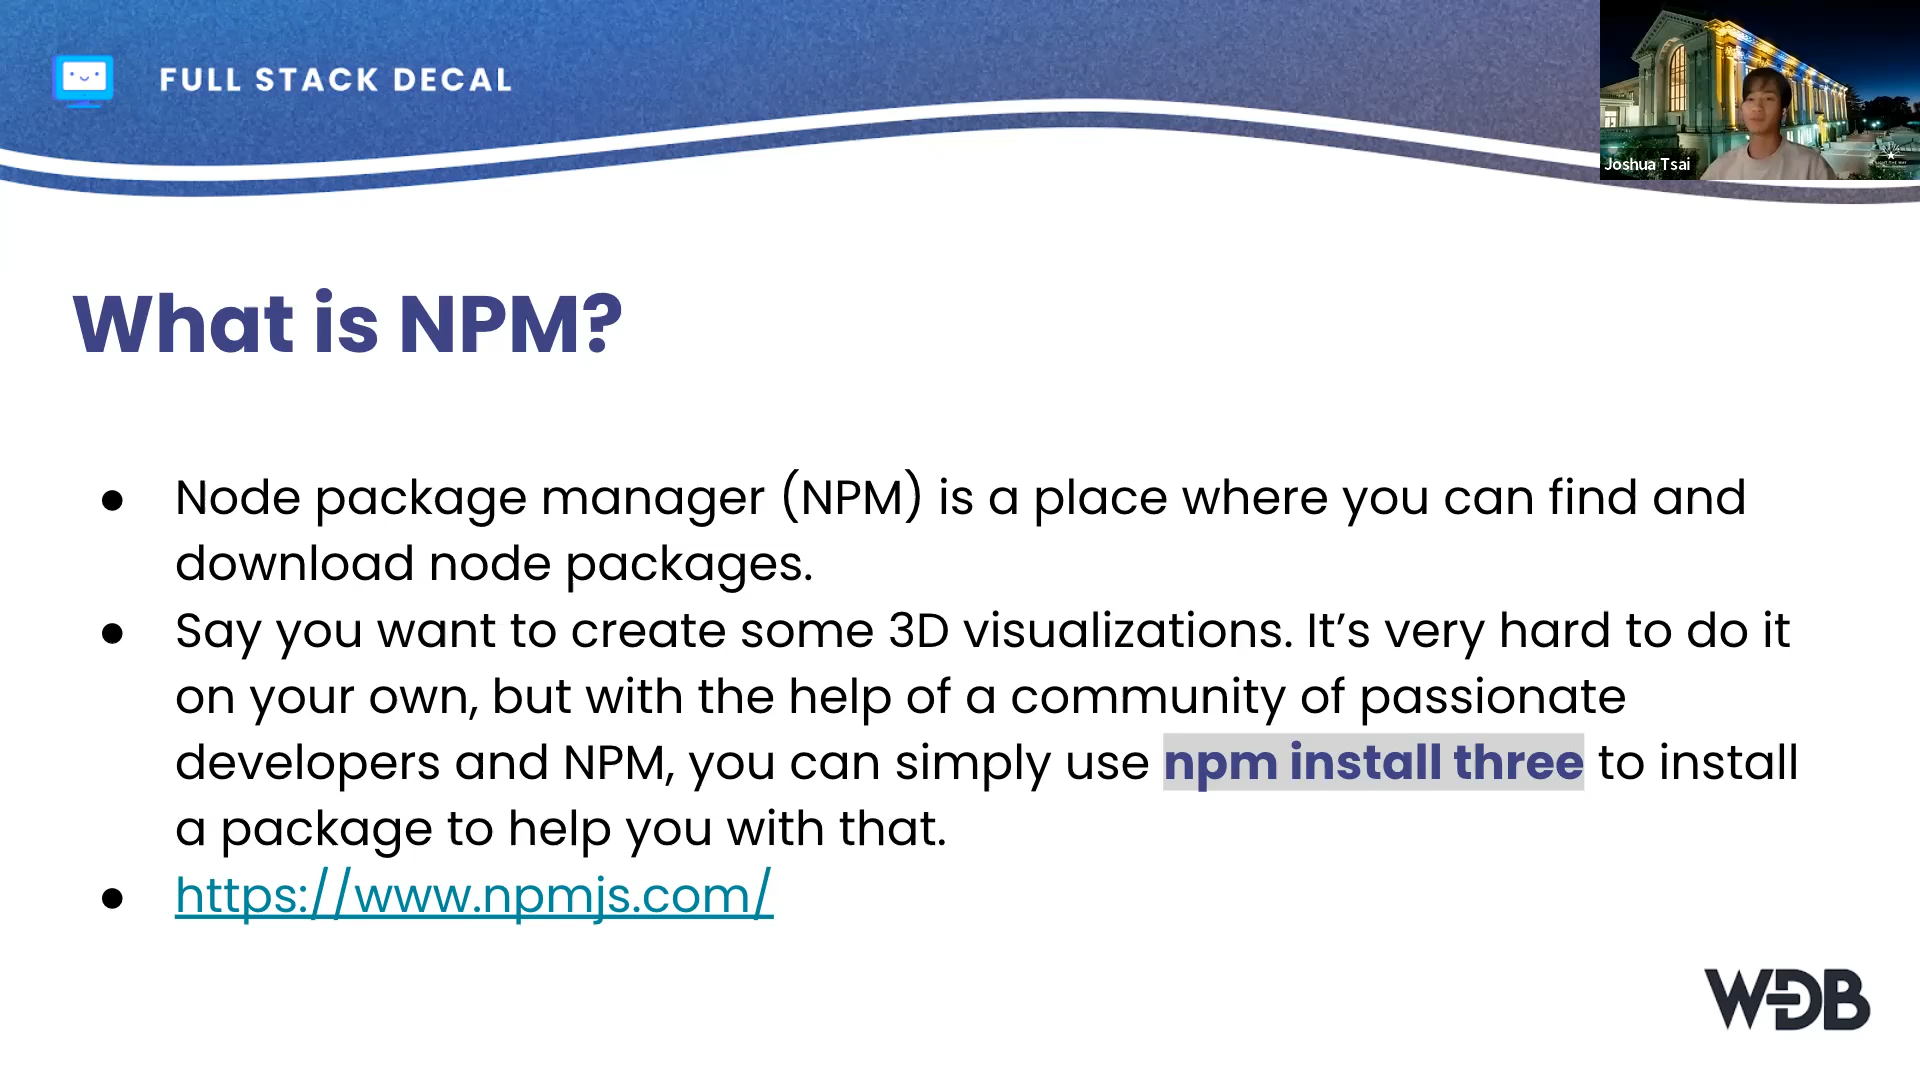 FULL STACK DECAL
Joshua Tsai
What is NPM?
● Node package manager (NPM) is a place where you can find and
download node packages.
● Say you want to create some 3D visualizations. It’s very hard to do it
on your own, but with the help of a community of passionate
developers and NPM, you can simply use npm install three to install
a package to help you with that.
● https://www.npmjs.com/
WDB